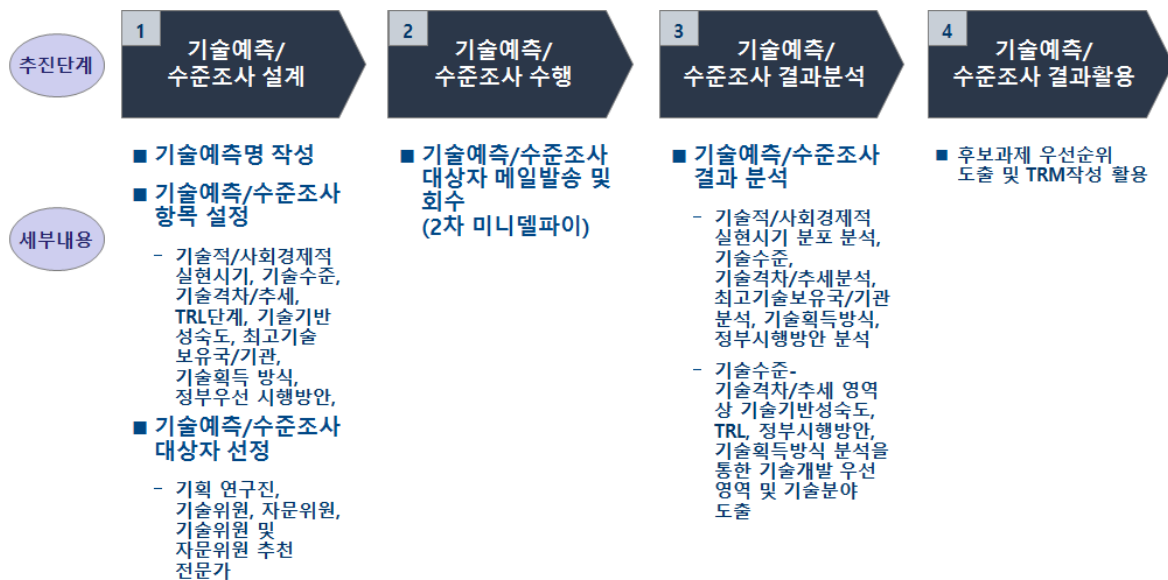 추진단계
1
기술예측/
수준조사 설계
2
기술예측/
수준조사 수행
3
기술예측/
수준조사 결과분석
4
기술예측/
수준조사 결과활용
세부내용
■ 기술예측명 작성
■ 기술예측/수준조사
항목 설정
- 기술적/사회경제적
실현시기, 기술수준,
기술격차/추세,
TRL단계, 기술기반
성숙도, 최고기술
보유국/기관,
기술획득 방식,
정부우선 시행방안,
■ 기술예측/수준조사
대상자 선정
- 기획 연구진,
기술위원, 자문위원,
기술위원 및
자문위원 추천
전문가
■ 기술예측/수준조사
대상자 메일발송 및
회수
(2차 미니델파이)
■ 기술예측/수준조사
결과 분석
- 기술적/사회경제적
실현시기 분포 분석,
기술수준,
기술격차/추세분석,
최고기술보유국/기관
분석, 기술획득방식,
정부시행방안 분석
- 기술수준-
기술격차/추세 영역
상 기술기반성숙도,
TRL, 정부시행방안,
기술획득방식 분석을
통한 기술개발 우선
영역 및 기술분야
도출
■ 후보과제 우선순위
도출 및 TRM작성 활용